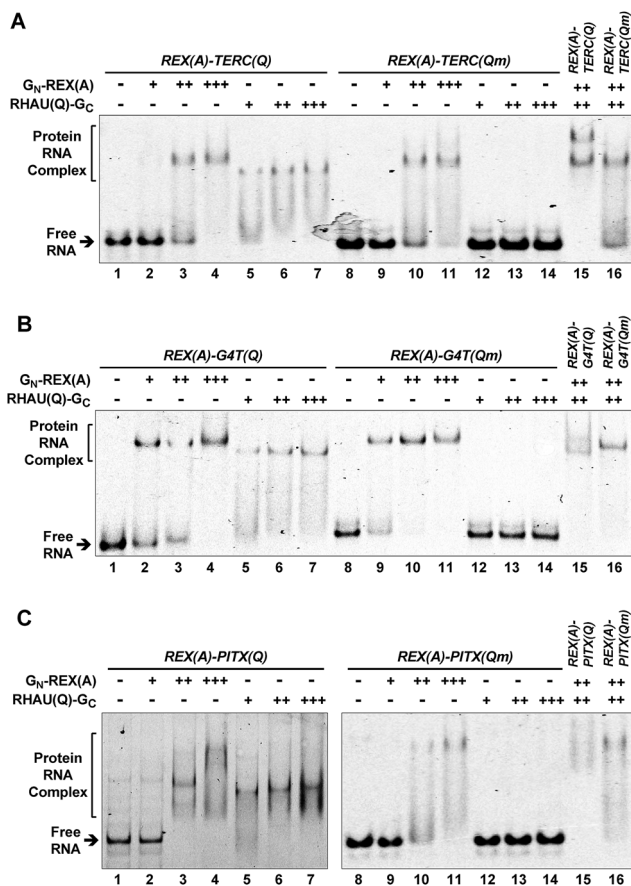 A
REX(A)-TERC(Q) REX(A)-TERC(Qm) REX(A)-TERC(Q) REX(A)-TERC(Qm)
GN-REX(A) - + ++ +++ - - - - + ++ +++ - - - ++ ++
RHAU(Q)-GC - - - - + ++ +++ - - - - + ++ +++ ++ ++
Protein
RNA
Complex
Free
RNA
1 2 3 4 5 6 7 8 9 10 11 12 13 14 15 16
B
REX(A)-G4T(Q) REX(A)-G4T(Qm) REX(A)-G4T(Q) REX(A)-G4T(Qm)
GN-REX(A) - + ++ +++ - - - - + ++ +++ - - - ++ ++
RHAU(Q)-GC - - - - + ++ +++ - - - - + ++ +++ ++ ++
Protein
RNA
Complex
Free
RNA
1 2 3 4 5 6 7 8 9 10 11 12 13 14 15 16
C
REX(A)-PITX(Q) REX(A)-PITX(Qm) REX(A)-PITX(Q) REX(A)-PITX(Qm)
GN-REX(A) - + ++ +++ - - - - + ++ +++ - - - ++ ++
RHAU(Q)-GC - - - - + ++ +++ - - - - + ++ +++ ++ ++
Protein
RNA
Complex
Free
RNA
1 2 3 4 5 6 7 8 9 10 11 12 13 14 15 16